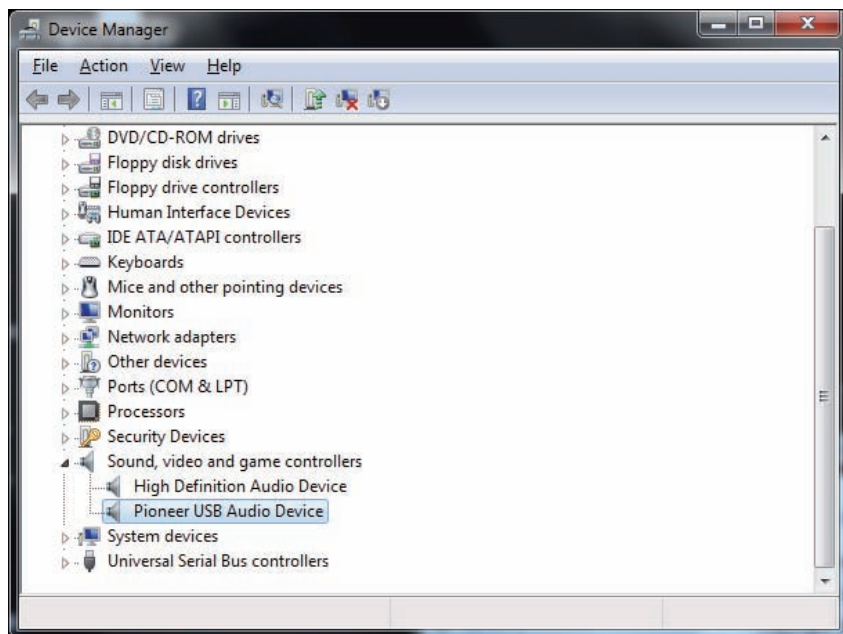 Device Manager
File Action View Help
DVD/CD-ROM drives
Floppy disk drives
Floppy drive controllers
Human Interface Devices
IDE ATA/ATAPI controllers
Keyboards
Mice and other pointing devices
Monitors
Network adapters
Other devices
Ports (COM & LPT)
Processors
Security Devices
Sound, video and game controllers
High Definition Audio Device
Pioneer USB Audio Device
System devices
Universal Serial Bus controllers